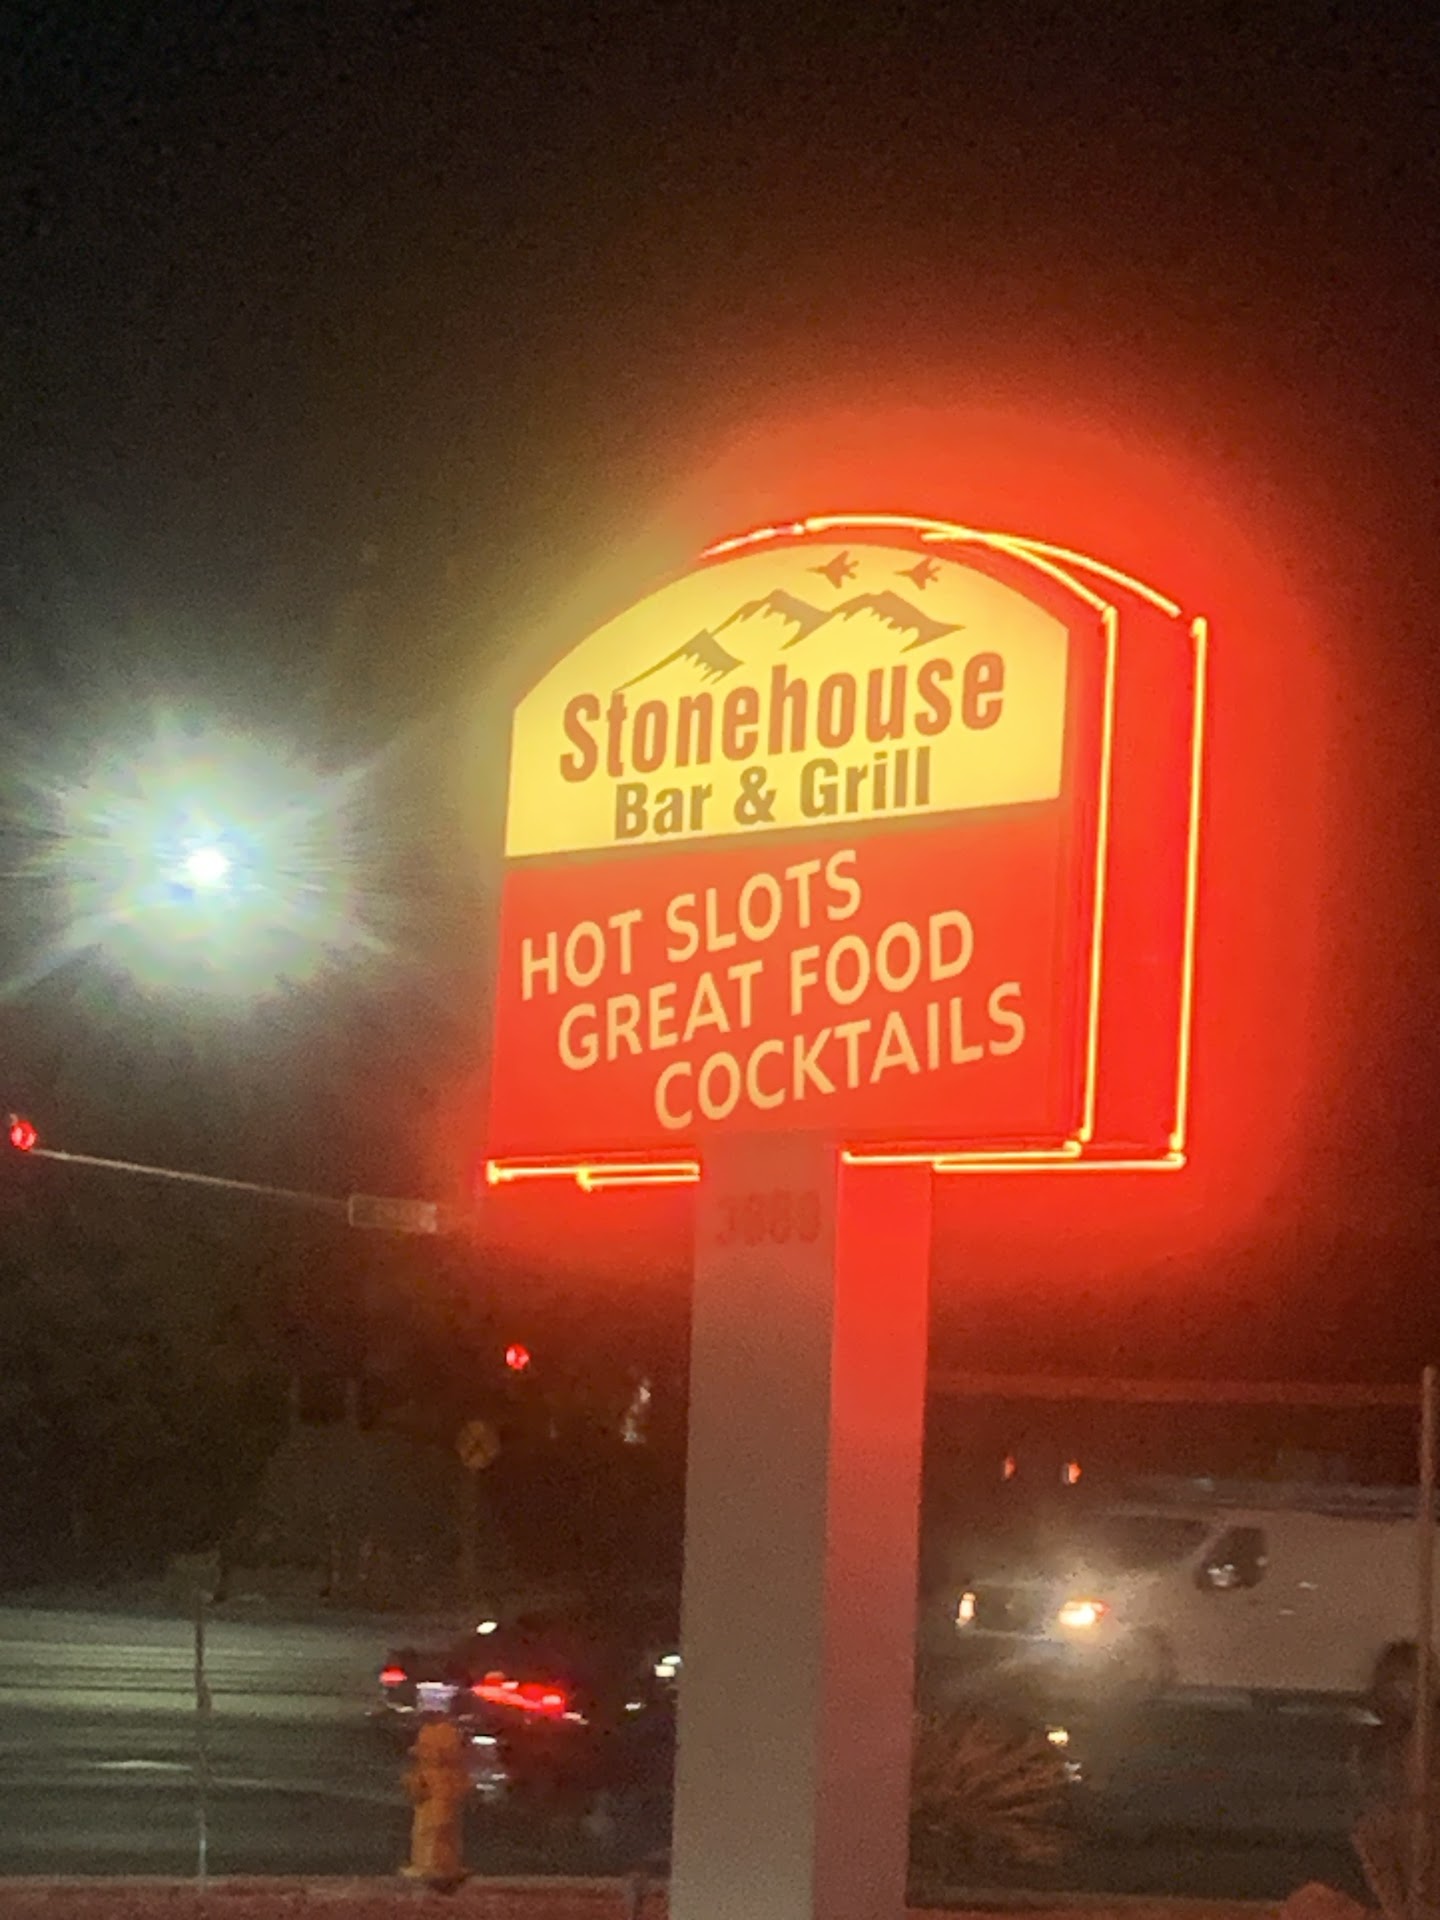 Stonehouse
Bar & Grill
HOT SLOTS
GREAT FOOD
COCKTAILS